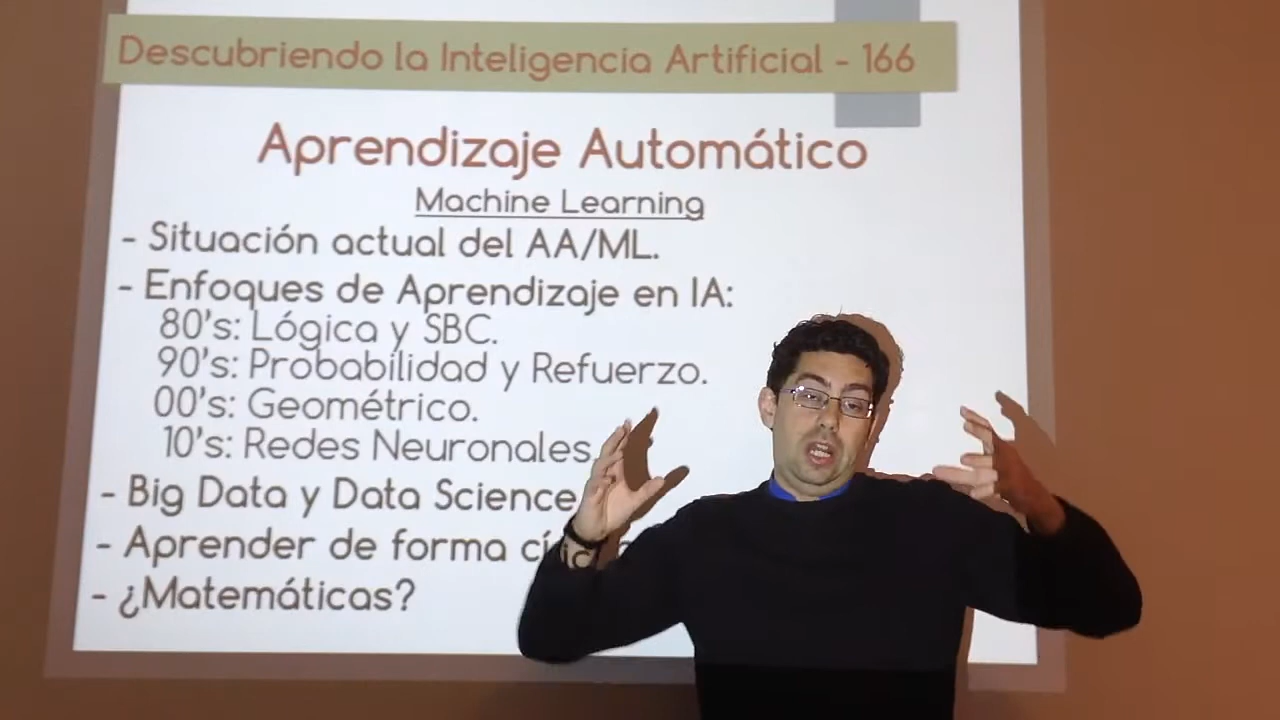 Descubriendo la Inteligencia Artificial - 166
Aprendizaje Automático
Machine Learning
- Situación actual del AA/ML.
- Enfoques de Aprendizaje en IA:
80's: Lógica y SBC.
90's: Probabilidad y Refuerzo.
00's: Geométrico.
10's: Redes Neuronales.
- Big Data y Data Science
- Aprender de forma
- ¿Matemáticas?